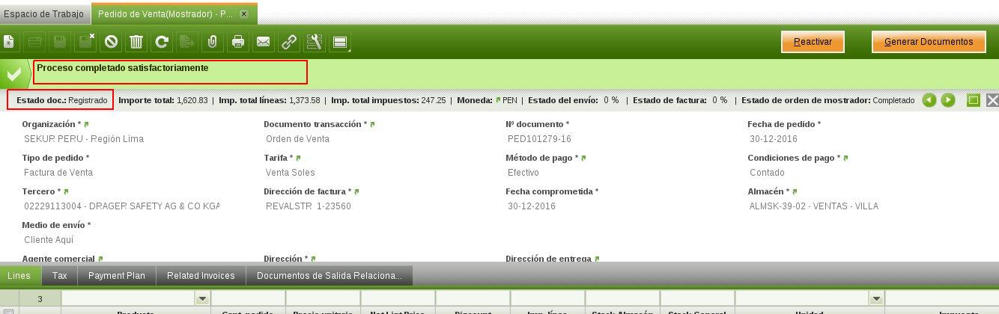 Espacio de Trabajo Pedido de Venta(Mostrador) - P...
Reactivar Generar Documentos
Proceso completado satisfactoriamente
Estado doc.: Registrado Importe total: 1,620.83 | Imp. total líneas: 1,373.58 | Imp. total impuestos: 247.25 | Moneda: PEN | Estado del envío: 0 % | Estado de factura: 0 % | Estado de orden de mostrador: Completado
Organización * Documento transacción * Nº documento * Fecha de pedido *
SEKUR PERU - Región Lima Orden de Venta PED101279-16 30-12-2016
Tipo de pedido * Tarifa * Método de pago * Condiciones de pago *
Factura de Venta Venta Soles Efectivo Contado
Tercero * Dirección de factura * Fecha comprometida * Almacén *
02229113004 - DRAGER SAFETY AG & CO KGA REVALSTR 1-23560 30-12-2016 ALMSK-39-02 - VENTAS - VILLA
Medio de envío *
Cliente Aquí
Agente comercial Dirección * Dirección de entrega
Lines Tax Payment Plan Related Invoices Documentos de Salida Relaciona...
3
Producto Cant. pedido Precio unitario Net List Price Discount Imp. línea Stock Almacén Stock General Unidad Impuesto